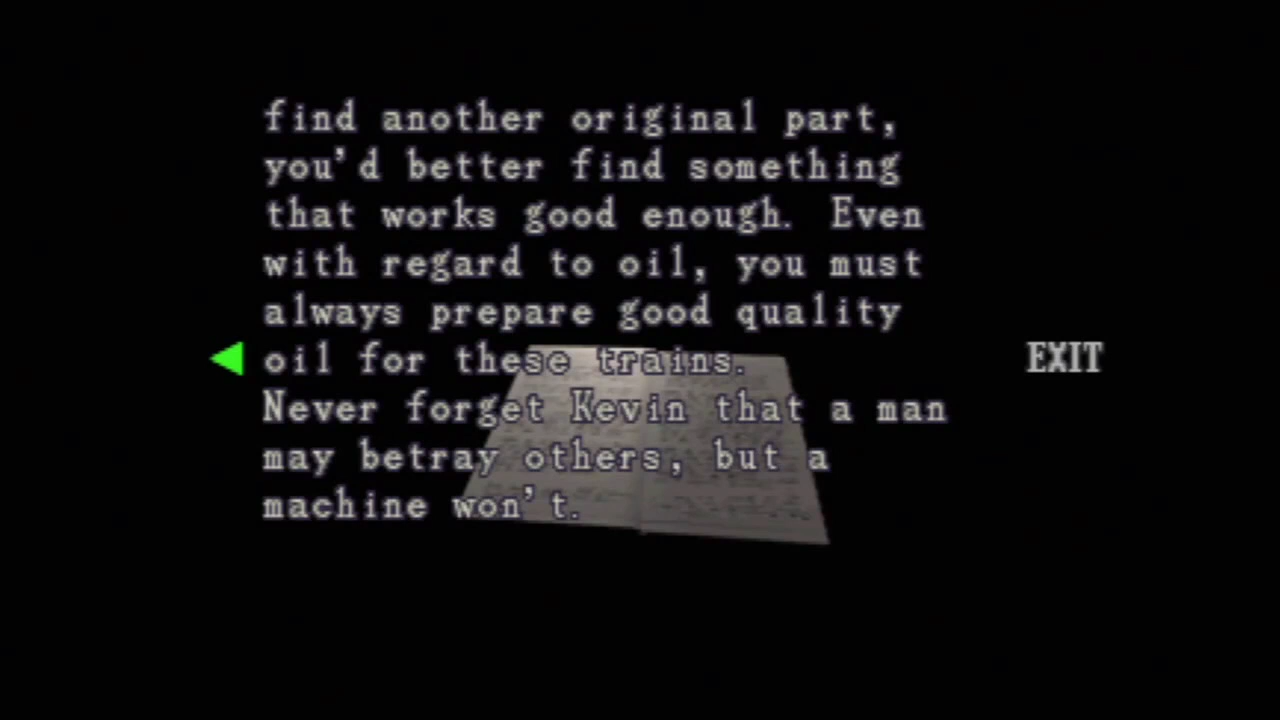 find another original part,
you'd better find something
that works good enough. Even
with regard to oil, you must
always prepare good quality
oil for these trains.
EXIT
Never forget Kevin that a man
may betray others, but a
machine won't.